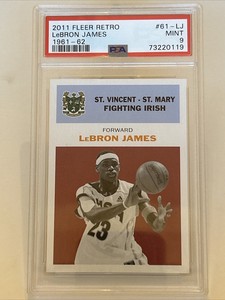 2011 FLEER RETRO #61-LJ
LeBRON JAMES MINT
1961-62 9
PSA 73220119
ST. VINCENT - ST. MARY
FIGHTING IRISH
FORWARD
LeBRON JAMES
23